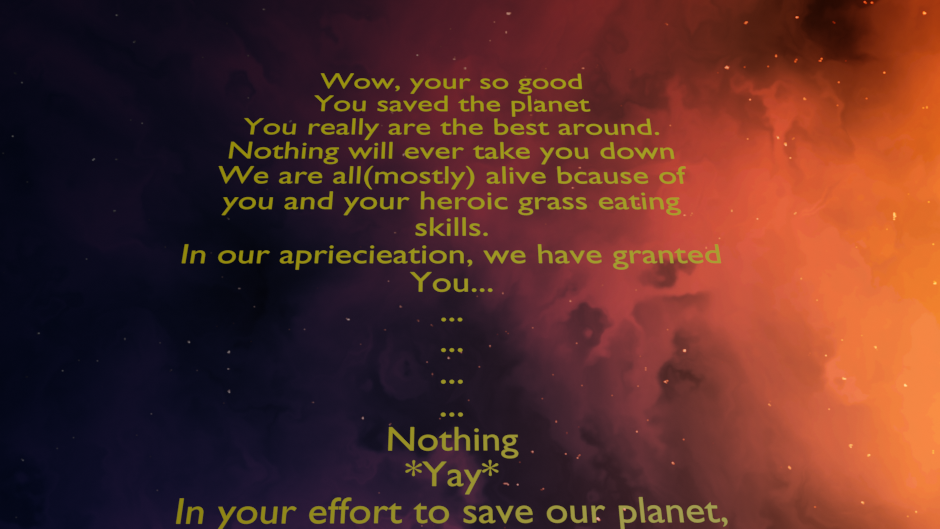 Wow, your so good
You saved the planet
You really are the best around.
Nothing will ever take you down
We are all(mostly) alive bcause of
you and your heroic grass eating
skills.
In our apriecieation, we have granted
You...
...
...
...
...
Nothing
*Yay*
In your effort to save our planet,